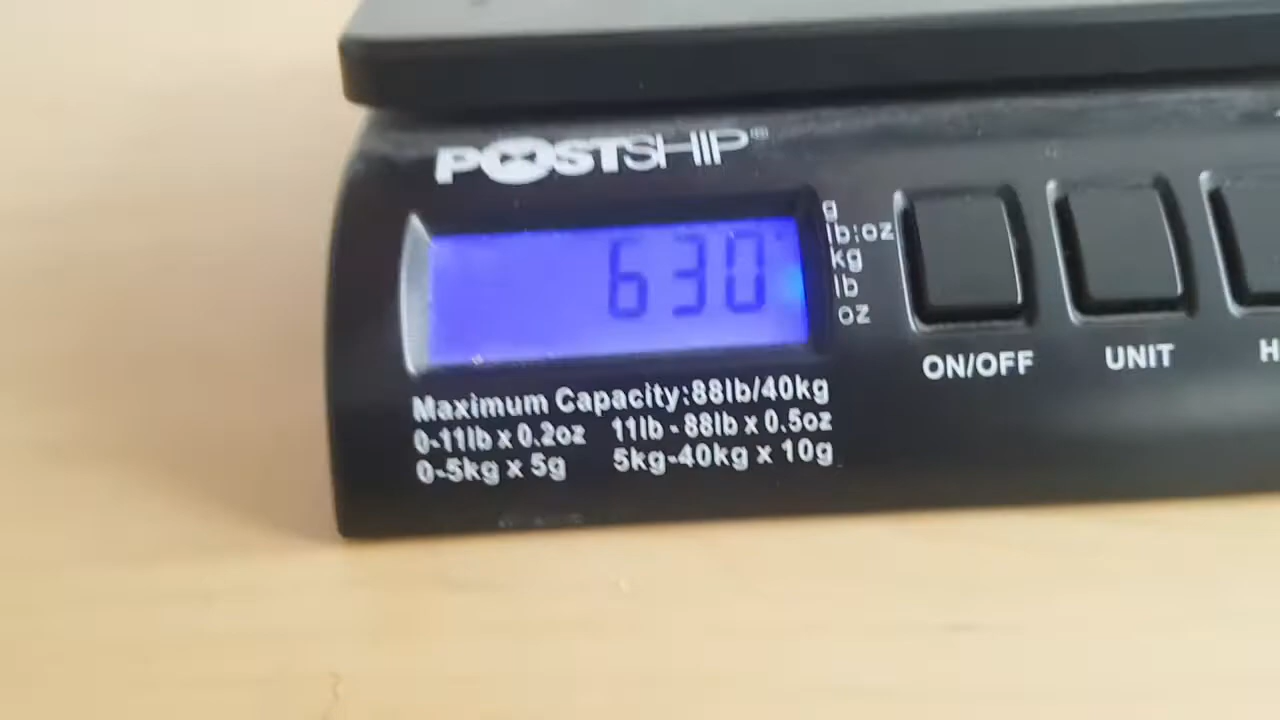 POSTSHIP®
630
g
lb:oz
kg
lb
oz
ON/OFF
UNIT
H
Maximum Capacity:88lb/40kg
0-11lb x 0.2oz 11lb - 88lb x 0.5oz
0-5kg x 5g 5kg-40kg x 10g